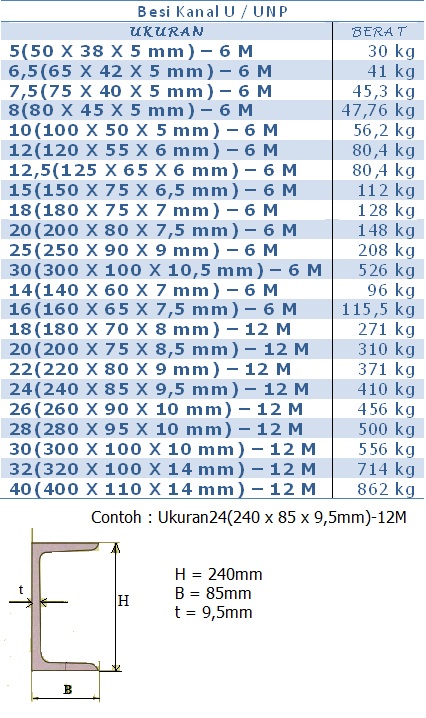 Besi Kanal U / UNP
UKURAN BERAT
5(50 X 38 X 5 mm) – 6 M 30 kg
6,5(65 X 42 X 5 mm) – 6 M 41 kg
7,5(75 X 40 X 5 mm) – 6 M 45,3 kg
8(80 X 45 X 5 mm) – 6 M 47,76 kg
10(100 X 50 X 5 mm) – 6 M 56,2 kg
12(120 X 55 X 6 mm) – 6 M 80,4 kg
12,5(125 X 65 X 6 mm) – 6 M 80,4 kg
15(150 X 75 X 6,5 mm) – 6 M 112 kg
18(180 X 75 X 7 mm) – 6 M 128 kg
20(200 X 80 X 7,5 mm) – 6 M 148 kg
25(250 X 90 X 9 mm) – 6 M 208 kg
30(300 X 100 X 10,5 mm) – 6 M 526 kg
14(140 X 60 X 7 mm) – 6 M 96 kg
16(160 X 65 X 7,5 mm) – 6 M 115,5 kg
18(180 X 70 X 8 mm) – 12 M 271 kg
20(200 X 75 X 8,5 mm) – 12 M 310 kg
22(220 X 80 X 9 mm) – 12 M 371 kg
24(240 X 85 X 9,5 mm) – 12 M 410 kg
26(260 X 90 X 10 mm) – 12 M 456 kg
28(280 X 95 X 10 mm) – 12 M 500 kg
30(300 X 100 X 10 mm) – 12 M 556 kg
32(320 X 100 X 14 mm) – 12 M 714 kg
40(400 X 110 X 14 mm) – 12 M 862 kg
Contoh : Ukuran24(240 x 85 x 9,5mm)-12M
H = 240mm
B = 85mm
t = 9,5mm
t
H
B